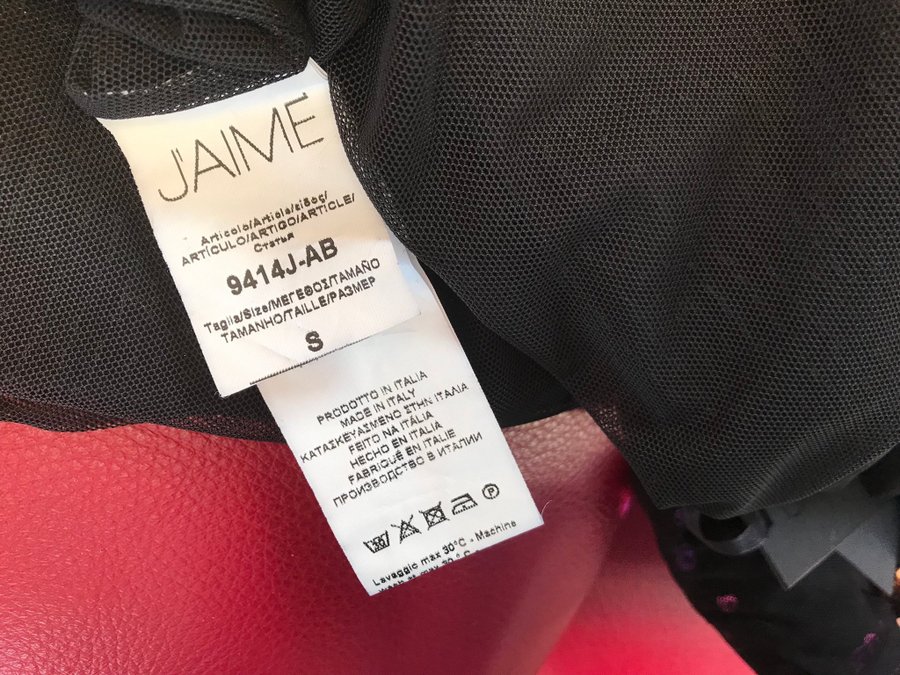 J'AIME
Articolo/Article/είδος/
ARTÍCULO/ARTIGO/ARTICLE/
Статья
9414J-AB
Taglia/Size/ΜΕΓΕΘΟΣ/TAMAÑO
TAMANHO/TAILLE/РАЗМЕР
S
PRODOTTO IN ITALIA
MADE IN ITALY
ΚΑΤΑΣΚΕΥΑΣΜΕΝΟ ΣΤΗΝ ΙΤΑΛΙΑ
FEITO NA ITÁLIA
HECHO EN ITALIA
FABRIQUÉ EN ITALIE
ПРОИЗВОДСТВО В ИТАЛИИ
P
Lavaggio max 30°C - Machine